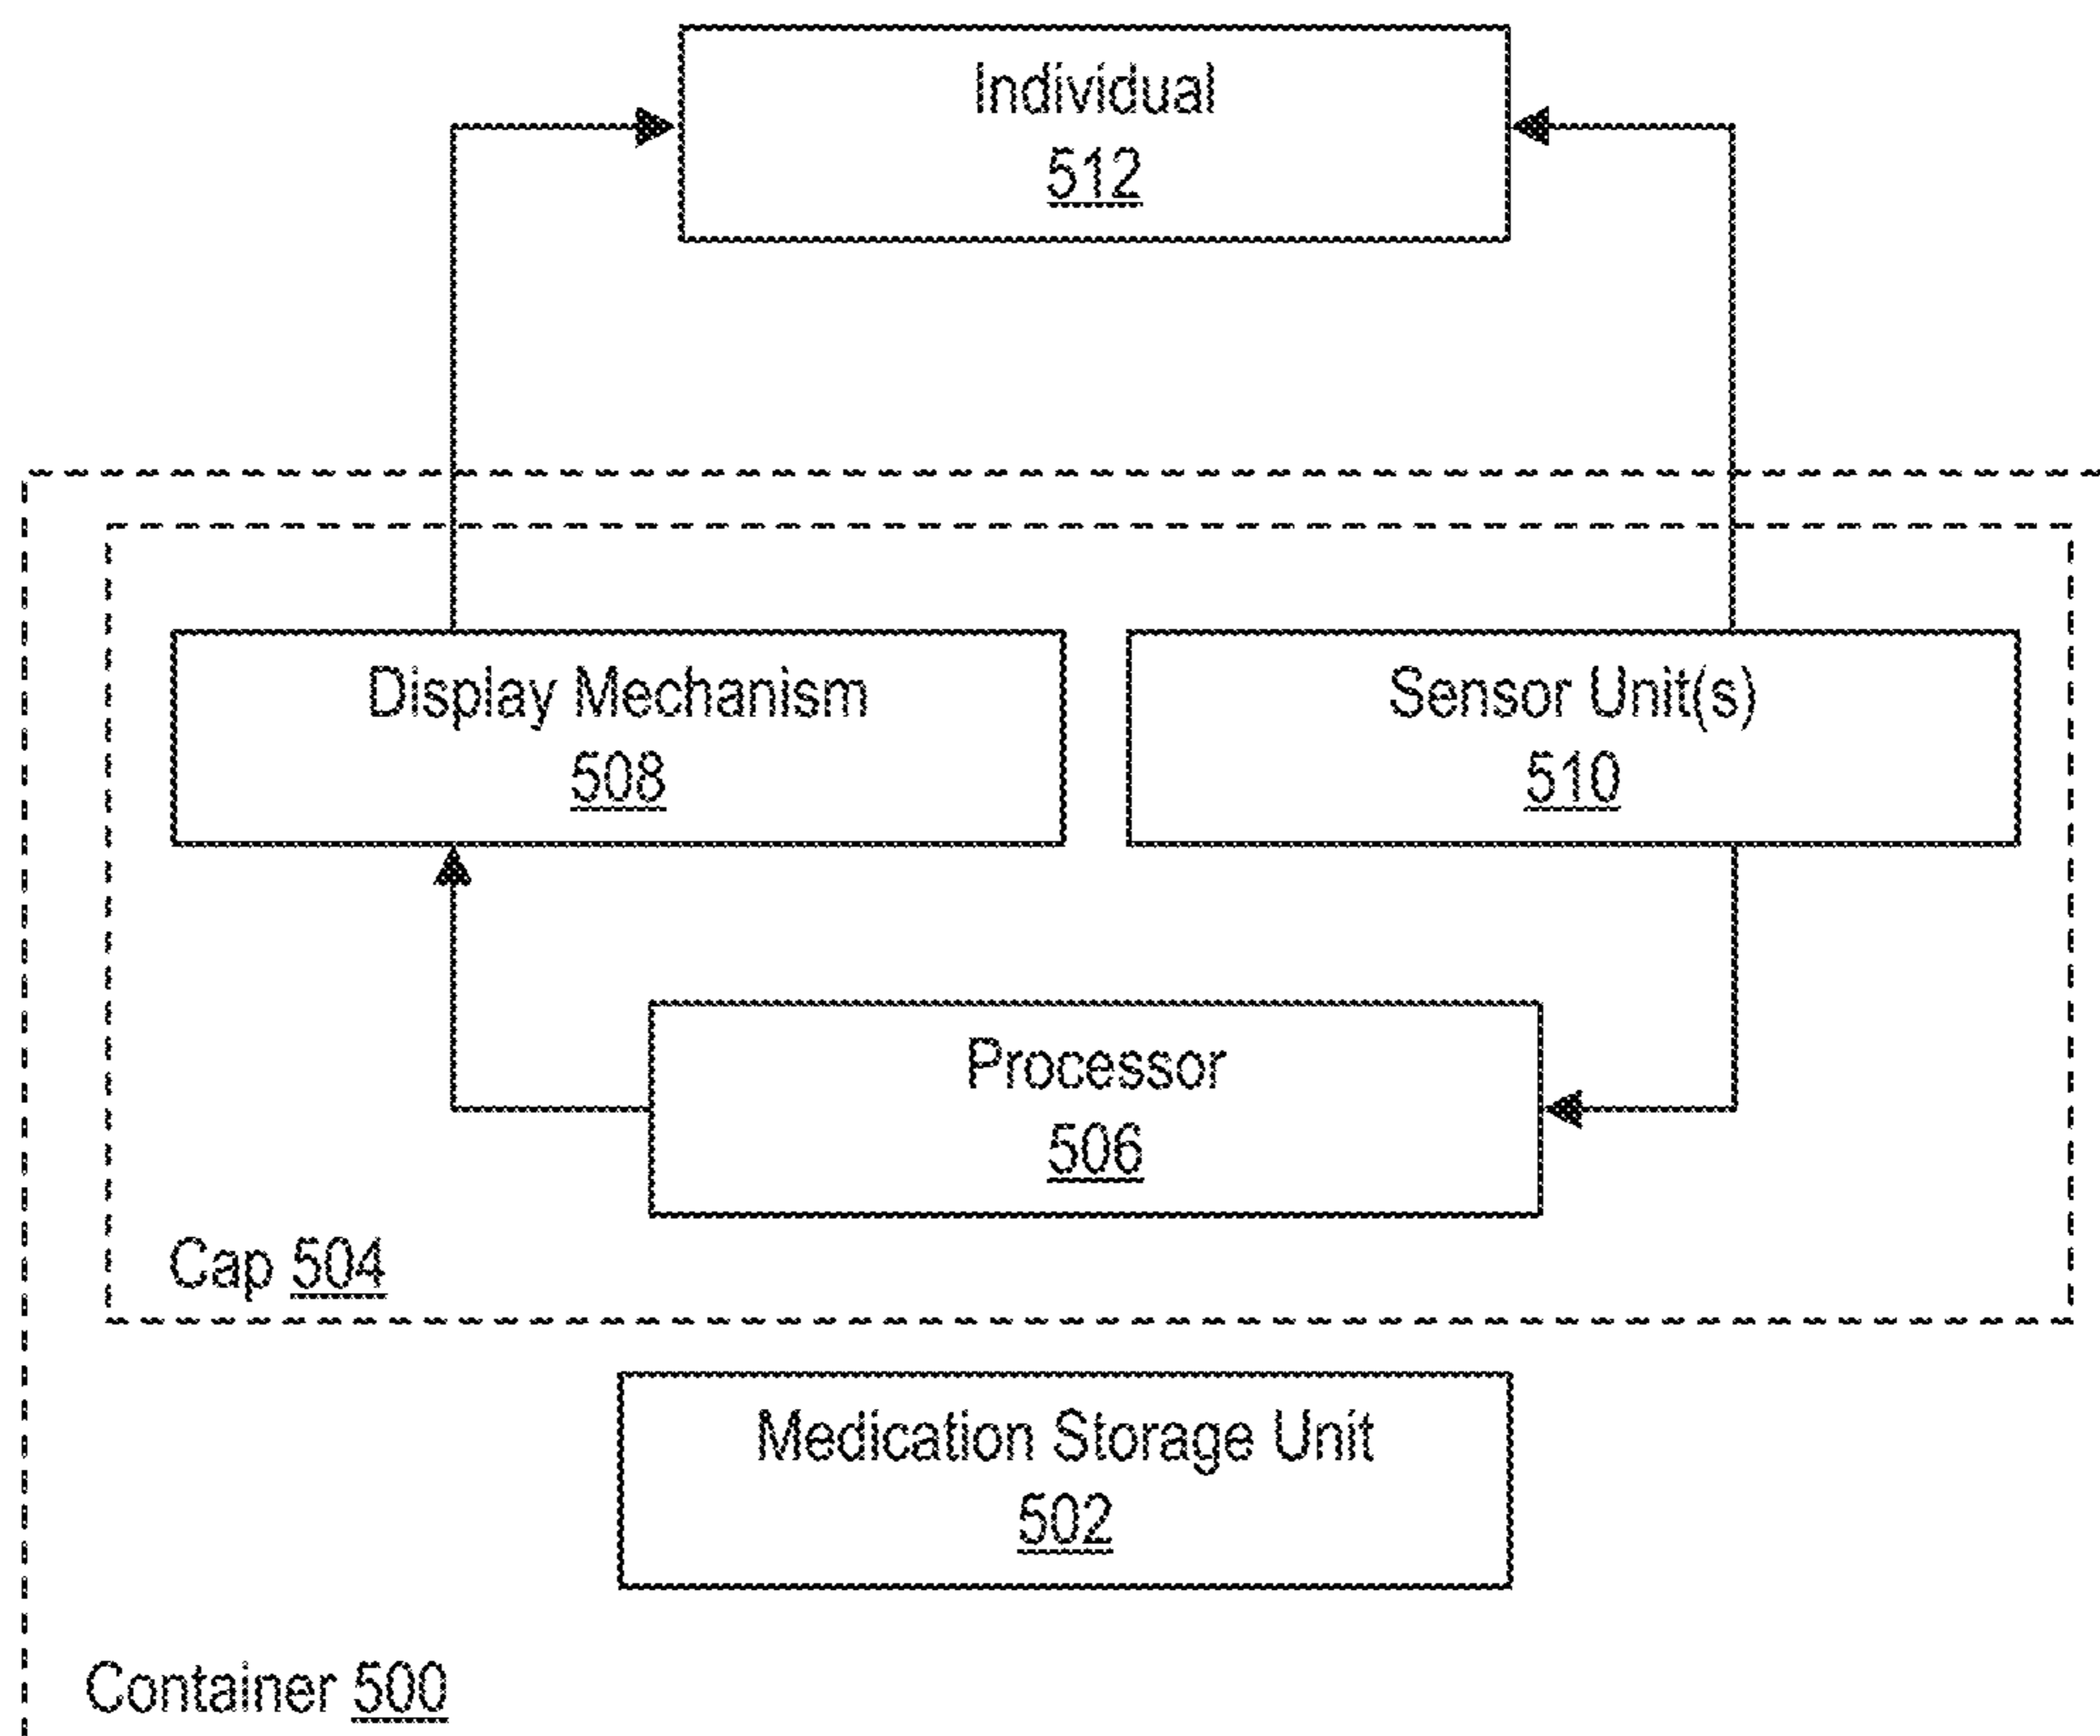 Individual
512
Display Mechanism
508
Sensor Unit(s)
510
Processor
506
Cap 504
Medication Storage Unit
502
Container 500